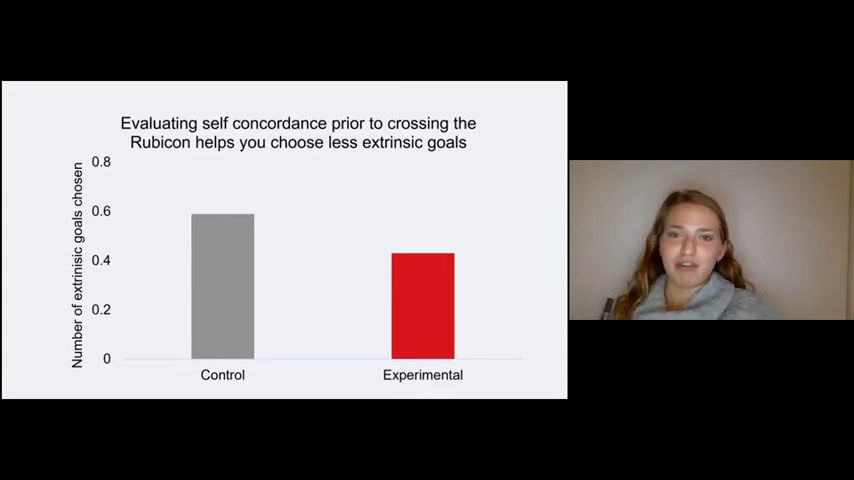 Evaluating self concordance prior to crossing the
Rubicon helps you choose less extrinsic goals
Number of extrinisic goals chosen
0.8
0.6
0.4
0.2
0
Control
Experimental